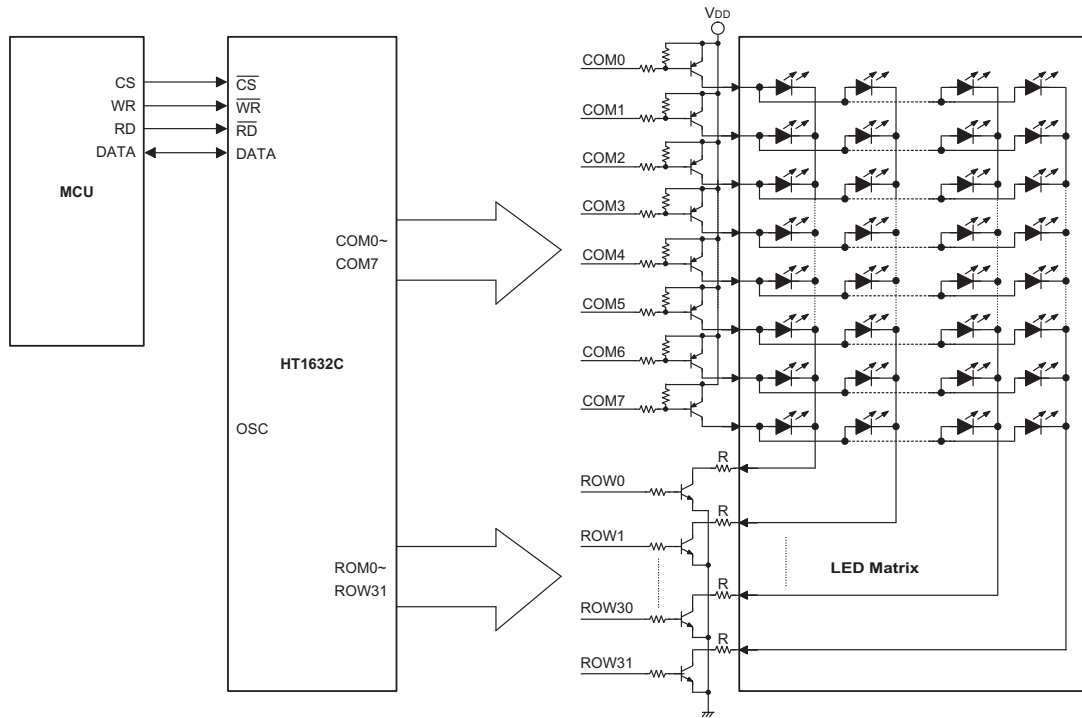 VDD
MCU
CS
WR
RD
DATA
CS
WR
RD
DATA
HT1632C
OSC
COM0~
COM7
ROM0~
ROW31
COM0
COM1
COM2
COM3
COM4
COM5
COM6
COM7
ROW0
R
ROW1
R
ROW30
R
ROW31
R
LED Matrix